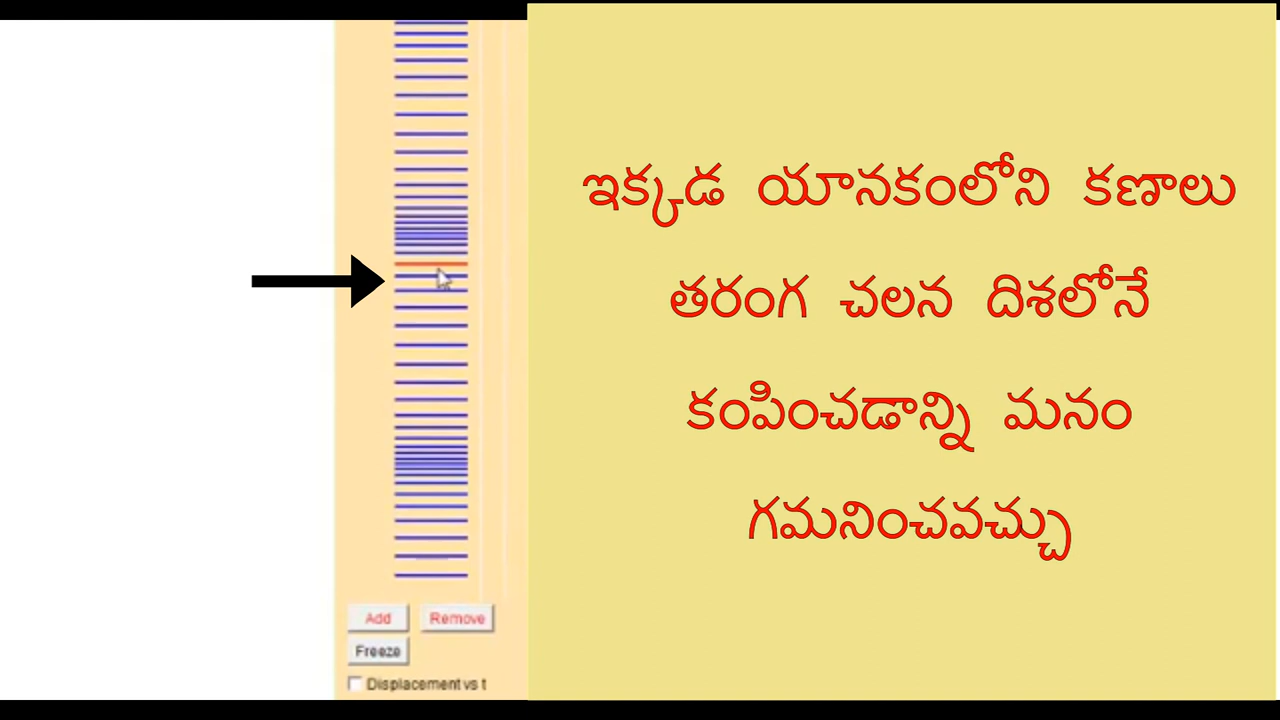 ఇక్కడ యానకంలోని కణాలు
తరంగ చలన దిశలోనే
కంపించడాన్ని మనం
గమనించవచ్చు
Add Remove
Freeze
Displacement vs t